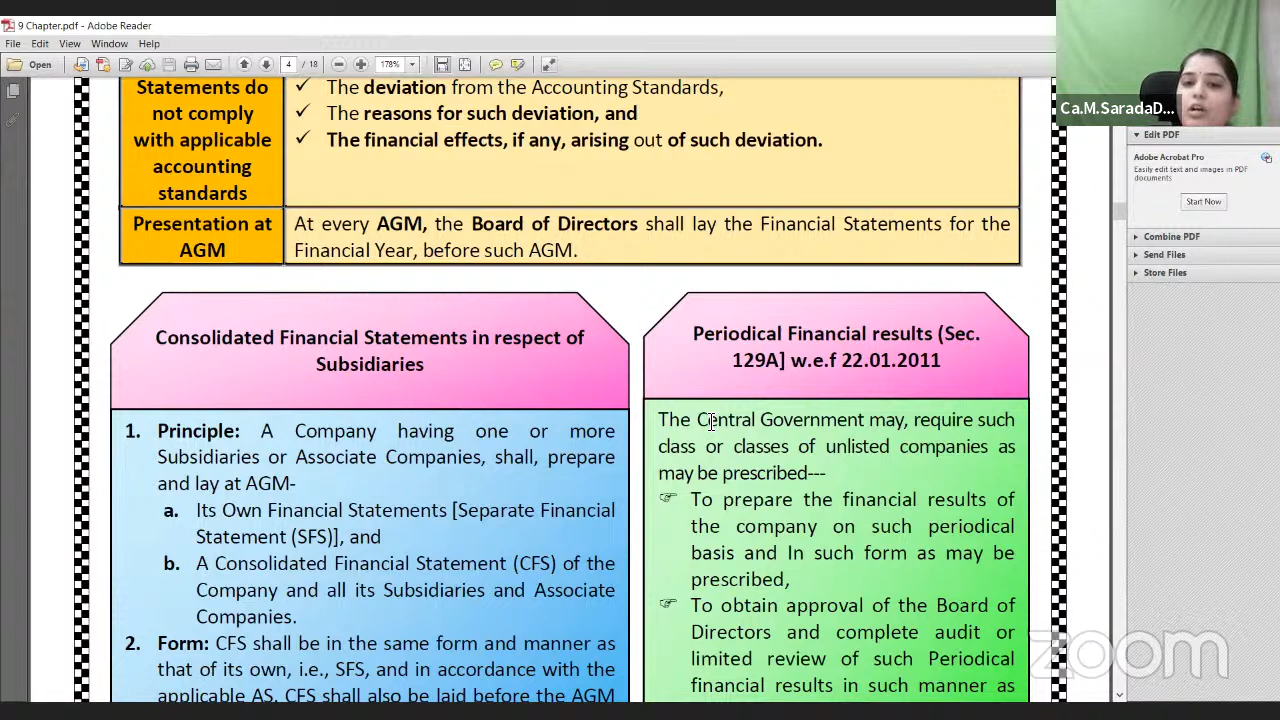 9 Chapter.pdf - Adobe Reader
File Edit View Window Help
Open 4 / 18 178%
Ca.M.SaradaD...
Edit PDF
Adobe Acrobat Pro
Easily edit text and images in PDF
documents
Start Now
Combine PDF
Send Files
Store Files
Statements do
not comply
with applicable
accounting
standards
✓ The deviation from the Accounting Standards,
✓ The reasons for such deviation, and
✓ The financial effects, if any, arising out of such deviation.
Presentation at
AGM
At every AGM, the Board of Directors shall lay the Financial Statements for the
Financial Year, before such AGM.
Consolidated Financial Statements in respect of
Subsidiaries
1. Principle: A Company having one or more
Subsidiaries or Associate Companies, shall, prepare
and lay at AGM-
a. Its Own Financial Statements [Separate Financial
Statement (SFS)], and
b. A Consolidated Financial Statement (CFS) of the
Company and all its Subsidiaries and Associate
Companies.
2. Form: CFS shall be in the same form and manner as
that of its own, i.e., SFS, and in accordance with the
applicable AS. CFS shall also be laid before the AGM
Periodical Financial results (Sec.
129A] w.e.f 22.01.2011
The Central Government may, require such
class or classes of unlisted companies as
may be prescribed---
☞ To prepare the financial results of
the company on such periodical
basis and In such form as may be
prescribed,
☞ To obtain approval of the Board of
Directors and complete audit or
limited review of such Periodical
financial results in such manner as
zoom